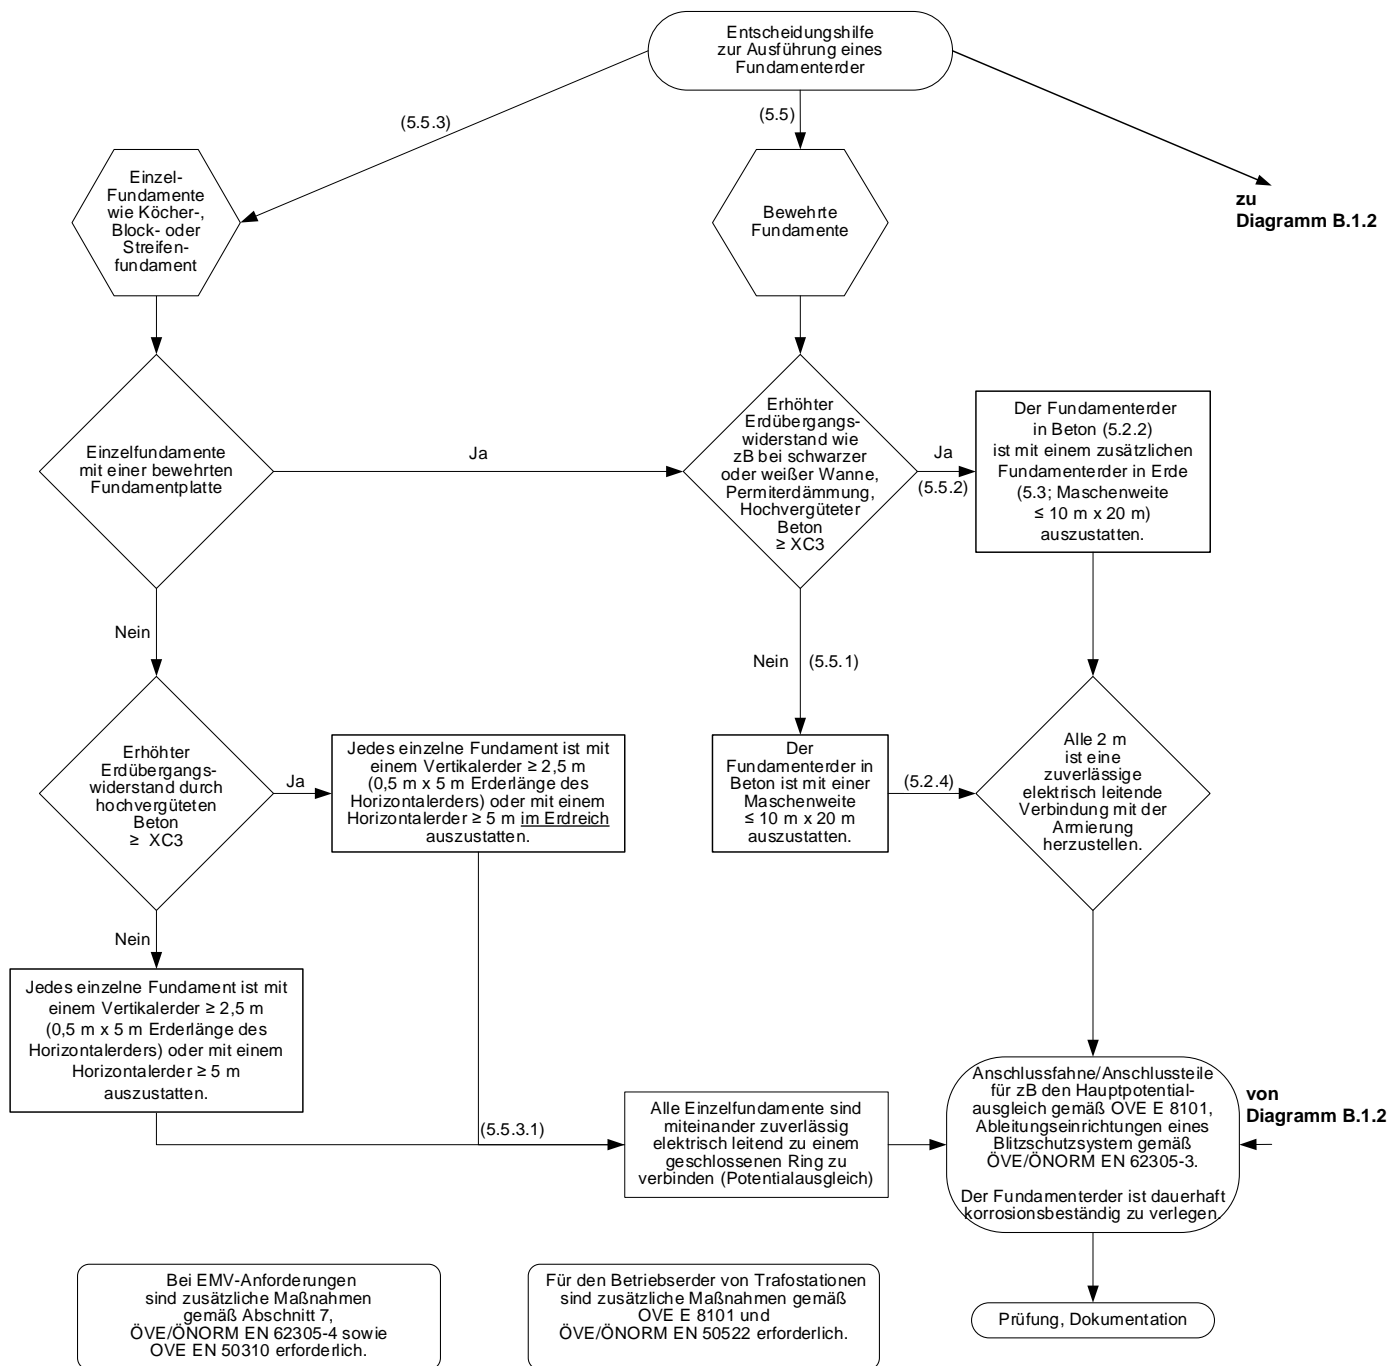 Entscheidungshilfe
zur Ausführung eines
Fundamenterder
(5.5.3)
(5.5)
zu
Diagramm B.1.2
Einzel-
Fundamente
wie Köcher-,
Block- oder
Streifen-
fundament
Bewehrte
Fundamente
Einzelfundamente
mit einer bewehrten
Fundamentplatte
Ja
Erhöhter
Erdübergangs-
widerstand wie
zB bei schwarzer
oder weißer Wanne,
Permiterdämmung,
Hochvergüteter
Beton
≥ XC3
Ja
(5.5.2)
Der Fundamenterder
in Beton (5.2.2)
ist mit einem zusätzlichen
Fundamenterder in Erde
(5.3; Maschenweite
≤ 10 m x 20 m)
auszustatten.
Nein
Nein
(5.5.1)
Erhöhter
Erdübergangs-
widerstand durch
hochvergüteten
Beton
≥ XC3
Ja
Jedes einzelne Fundament ist mit
einem Vertikalerder ≥ 2,5 m
(0,5 m x 5 m Erderlänge des
Horizontalerders) oder mit einem
Horizontalerder ≥ 5 m im Erdreich
auszustatten.
Der
Fundamenterder in
Beton ist mit einer
Maschenweite
≤ 10 m x 20 m
auszustatten.
(5.2.4)
Alle 2 m
ist eine
zuverlässige
elektrisch leitende
Verbindung mit der
Armierung
herzustellen.
Nein
Jedes einzelne Fundament ist mit
einem Vertikalerder ≥ 2,5 m
(0,5 m x 5 m Erderlänge des
Horizontalerders) oder mit einem
Horizontalerder ≥ 5 m
auszustatten.
(5.5.3.1)
Alle Einzelfundamente sind
miteinander zuverlässig
elektrisch leitend zu einem
geschlossenen Ring zu
verbinden (Potentialausgleich)
Anschlussfahne/Anschlussteile
für zB den Hauptpotential-
ausgleich gemäß OVE E 8101,
Ableitungseinrichtungen eines
Blitzschutzsystem gemäß
ÖVE/ÖNORM EN 62305-3.
Der Fundamenterder ist dauerhaft
korrosionsbeständig zu verlegen.
von
Diagramm B.1.2
Bei EMV-Anforderungen
sind zusätzliche Maßnahmen
gemäß Abschnitt 7,
ÖVE/ÖNORM EN 62305-4 sowie
OVE EN 50310 erforderlich.
Für den Betriebserder von Trafostationen
sind zusätzliche Maßnahmen gemäß
OVE E 8101 und
ÖVE/ÖNORM EN 50522 erforderlich.
Prüfung, Dokumentation